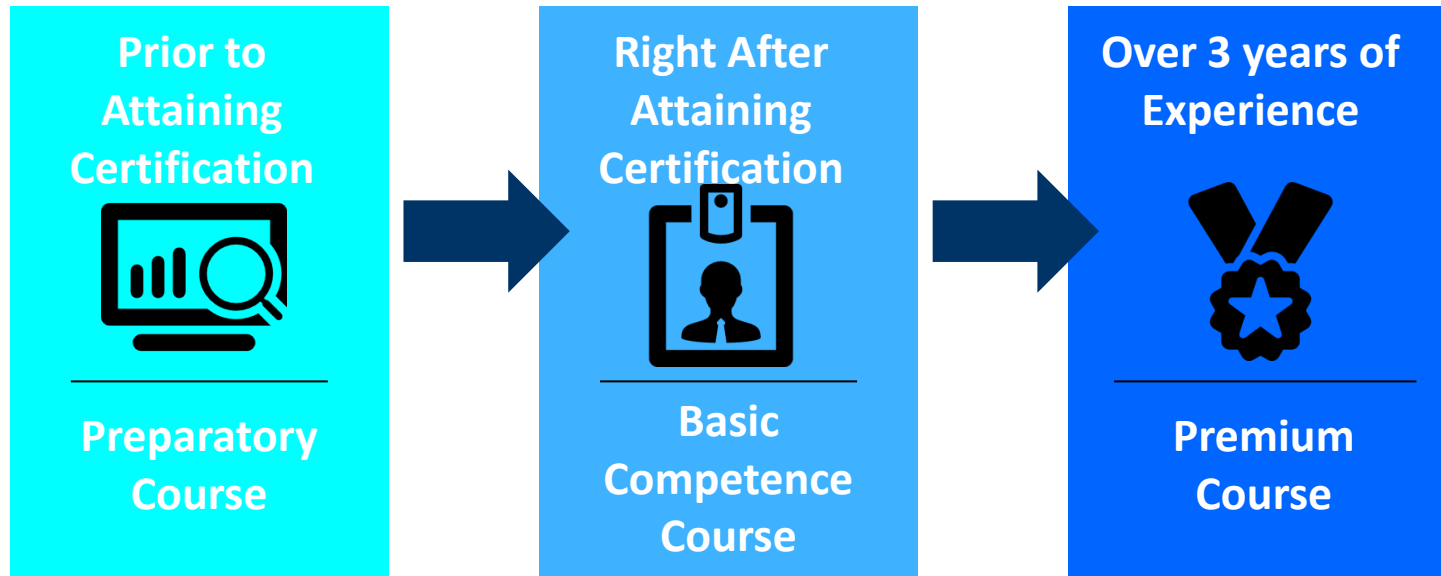 Prior to
Attaining
Certification
Preparatory
Course
Right After
Attaining
Certification
Basic
Competence
Course
Over 3 years of
Experience
Premium
Course